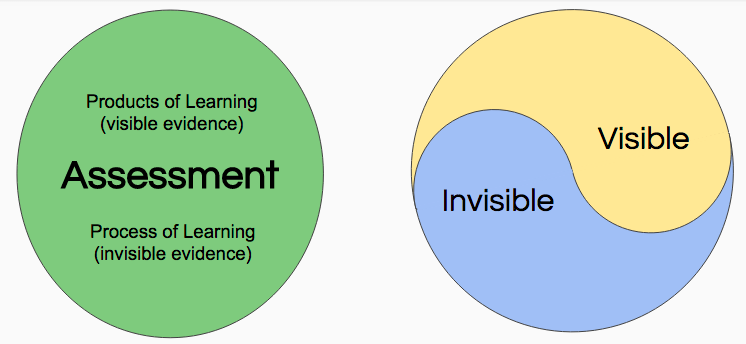 Products of Learning
(visible evidence)
Assessment
Process of Learning
(invisible evidence)
Visible
Invisible